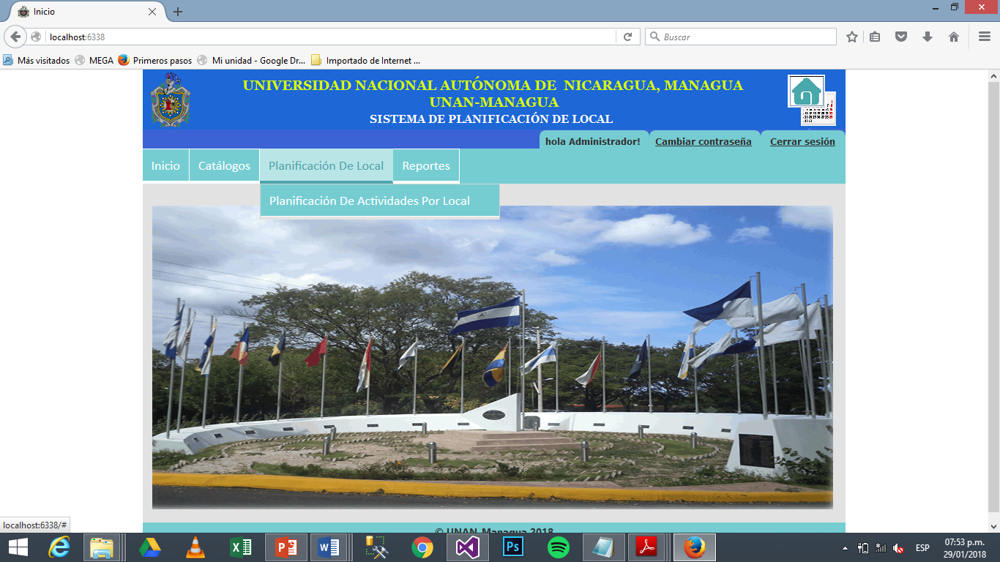 Inicio
localhost:6338
Buscar
Más visitados MEGA Primeros pasos Mi unidad - Google Dr... Importado de Internet ...
UNIVERSIDAD NACIONAL AUTÓNOMA DE NICARAGUA, MANAGUA
UNAN-MANAGUA
SISTEMA DE PLANIFICACIÓN DE LOCAL
hola Administrador! Cambiar contraseña Cerrar sesión
Inicio Catálogos Planificación De Local Reportes
Planificación De Actividades Por Local
localhost:6338/#
© UNAN-Managua 2018
ESP
07:53 p.m.
29/01/2018